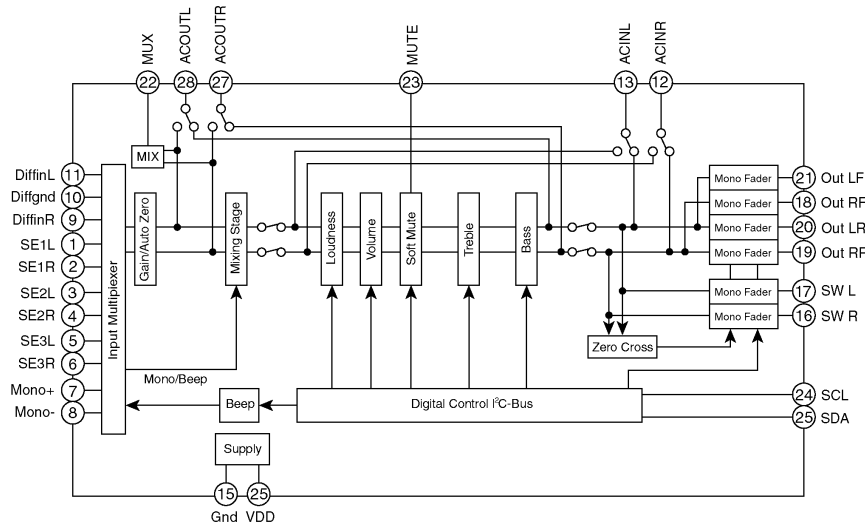 MUX
ACOUTL
ACOUTR
MUTE
ACINL
ACINR
22
28
27
23
13
12
MIX
DiffinL
11
Diffgnd
10
DiffinR
9
SE1L
1
SE1R
2
SE2L
3
SE2R
4
SE3L
5
SE3R
6
Mono+
7
Mono-
8
Input Multiplexer
Gain/Auto Zero
Mixing Stage
Loudness
Volume
Soft Mute
Treble
Bass
Mono Fader
21
Out LF
Mono Fader
18
Out RF
Mono Fader
20
Out LR
Mono Fader
19
Out RF
Mono Fader
17
SW L
Mono Fader
16
SW R
Zero Cross
Mono/Beep
Beep
Digital Control I²C-Bus
24
SCL
25
SDA
Supply
15
25
Gnd
VDD